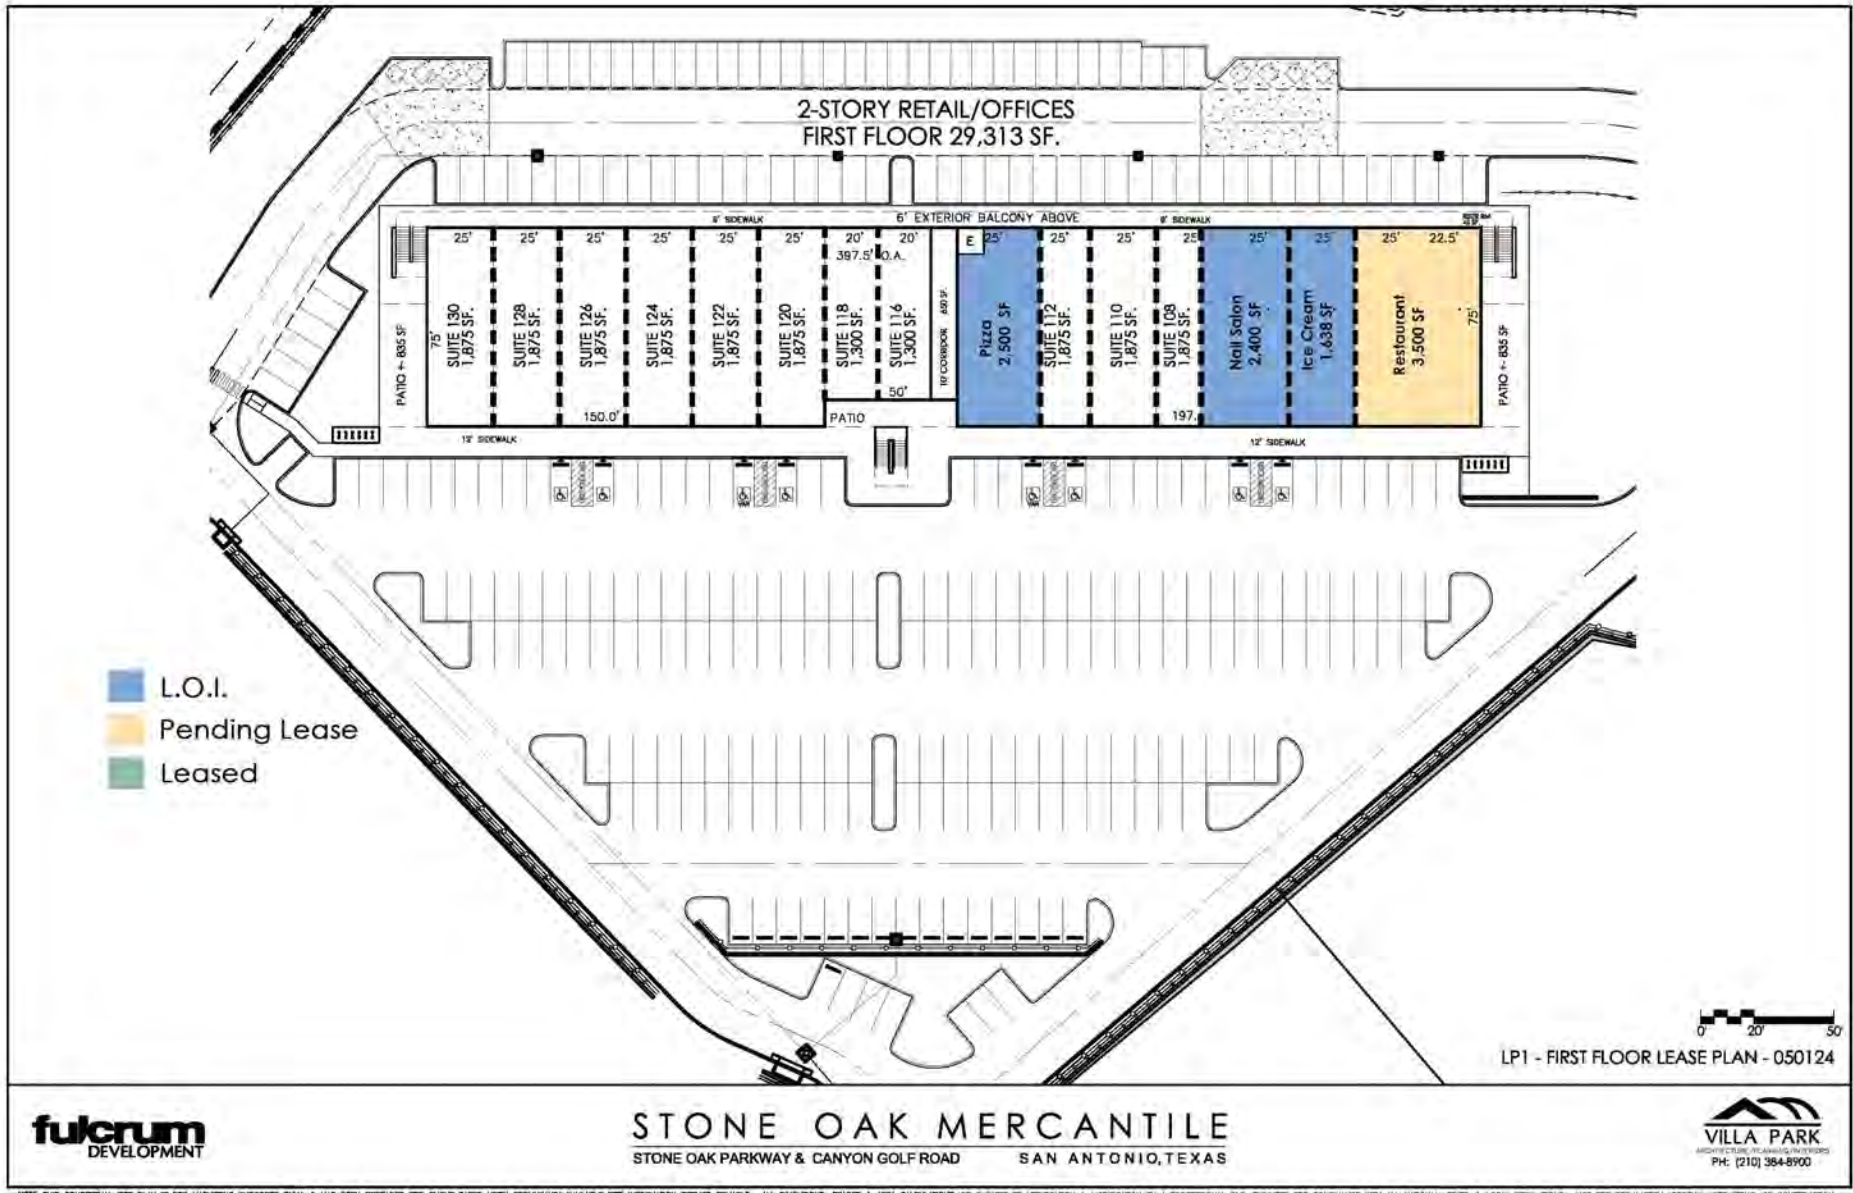 2-STORY RETAIL/OFFICES
FIRST FLOOR 29,313 SF.
6' SIDEWALK
6' EXTERIOR BALCONY ABOVE
6' SIDEWALK
25'
25'
25'
25'
25'
25'
20'
20'
E
25'
25'
25'
25
25'
25'
25'
22.5'
397.5' O.A.
PATIO +- 835 SF
75'
SUITE 130
1,875 SF.
SUITE 128
1,875 SF.
SUITE 126
1,875 SF.
SUITE 124
1,875 SF.
SUITE 122
1,875 SF.
SUITE 120
1,875 SF.
SUITE 118
1,300 SF.
SUITE 116
1,300 SF.
10' CORRIDOR 650 SF.
Pizza
2,500 SF
SUITE 112
1,875 SF.
SUITE 110
1,875 SF.
SUITE 108
1,875 SF.
Nail Salon
2,400 SF
Ice Cream
1,638 SF
Restaurant
3,500 SF
75'
PATIO +- 835 SF
50'
150.0'
PATIO
197.
12' SIDEWALK
12' SIDEWALK
L.O.I.
Pending Lease
Leased
0' 20' 50'
LP1 - FIRST FLOOR LEASE PLAN - 050124
fulcrum
DEVELOPMENT
STONE OAK MERCANTILE
STONE OAK PARKWAY & CANYON GOLF ROAD SAN ANTONIO, TEXAS
VILLA PARK
ARCHITECTURE/PLANNING/INTERIORS
PH: (210) 384-8900